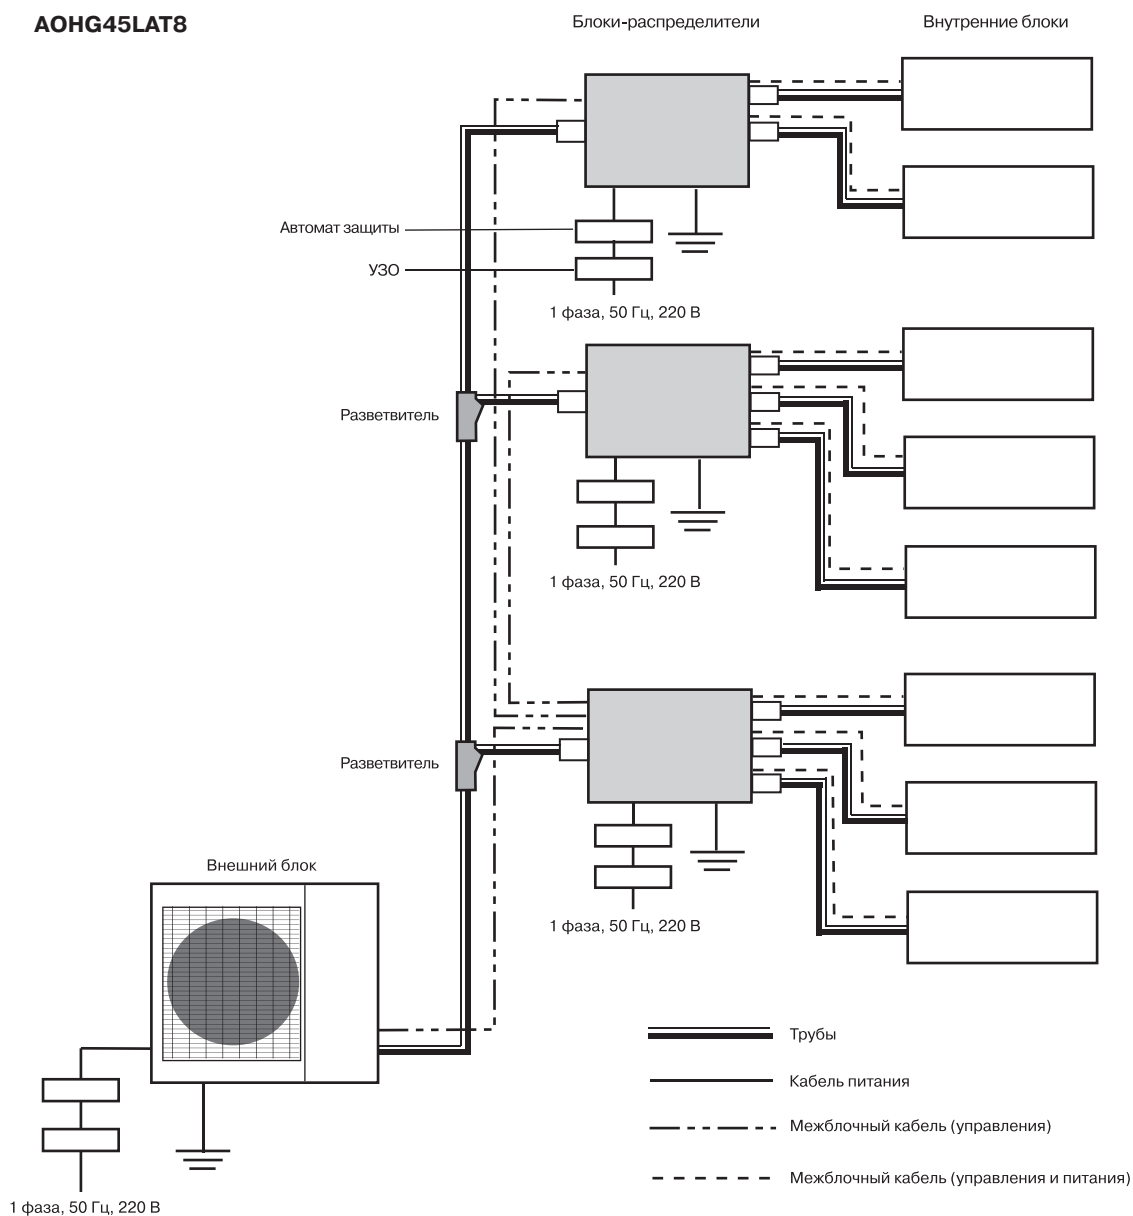 AOHG45LAT8
Блоки-распределители
Внутренние блоки
Автомат защиты
УЗО
1 фаза, 50 Гц, 220 В
Разветвитель
1 фаза, 50 Гц, 220 В
Разветвитель
Внешний блок
1 фаза, 50 Гц, 220 В
Трубы
Кабель питания
Межблочный кабель (управления)
Межблочный кабель (управления и питания)
1 фаза, 50 Гц, 220 В